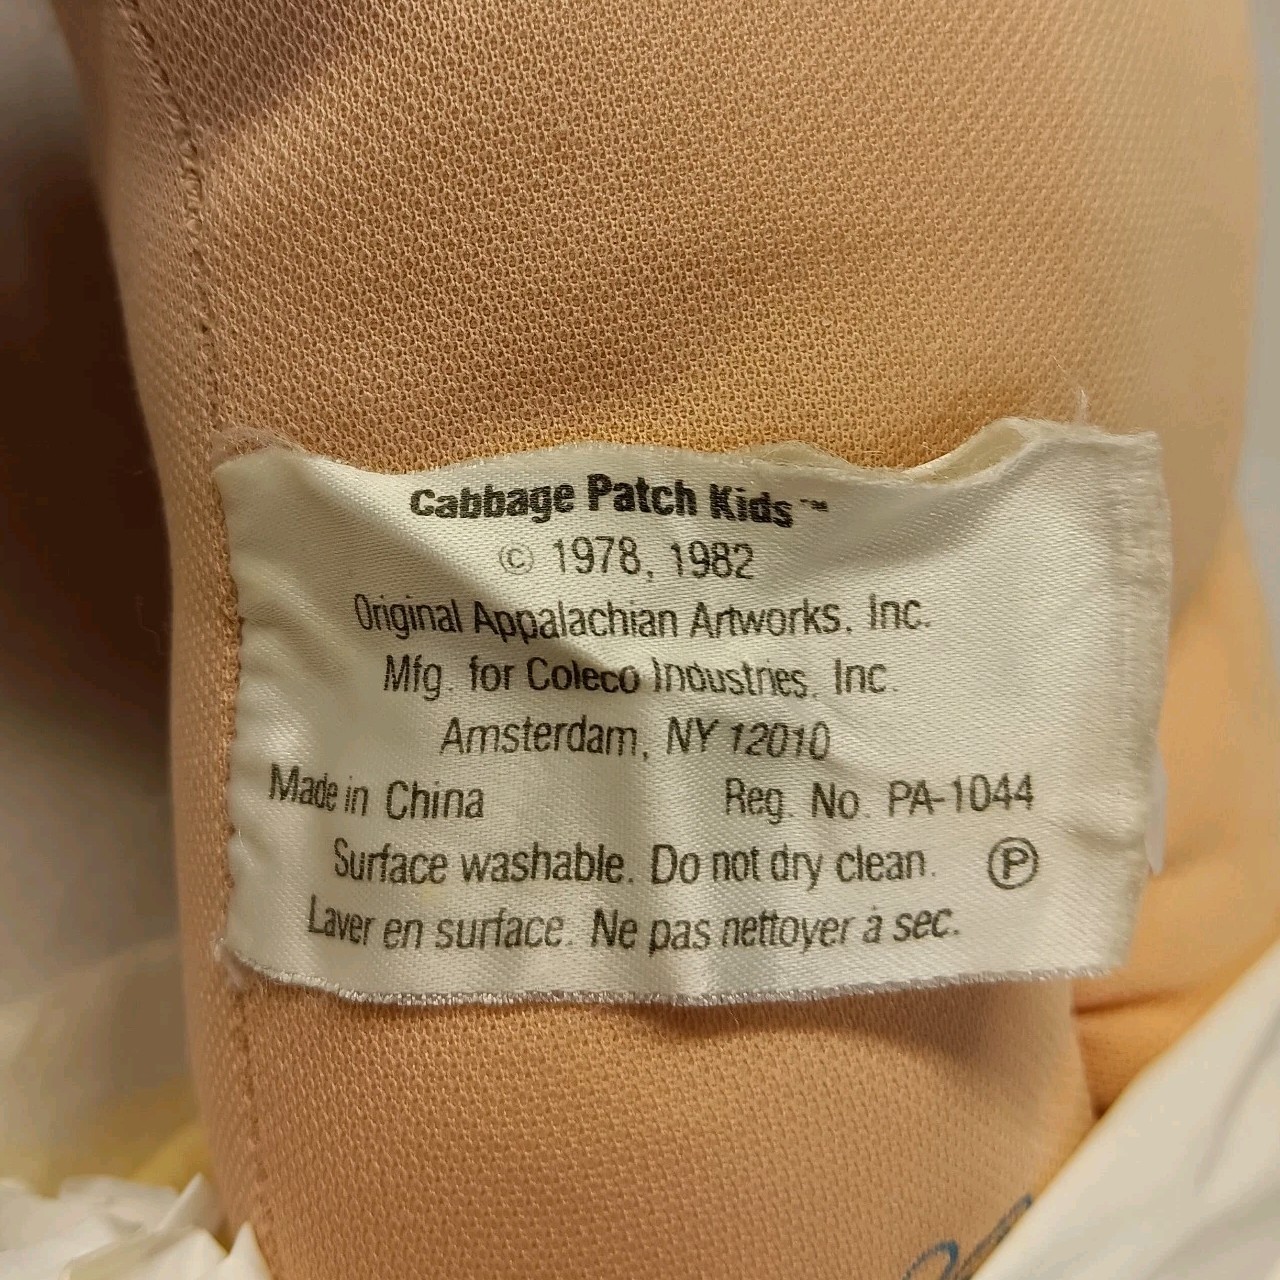 Cabbage Patch Kids™
© 1978, 1982
Original Appalachian Artworks, Inc.
Mfg. for Coleco Industries, Inc.
Amsterdam, NY 12010
Made in China Reg. No. PA-1044
Surface washable. Do not dry clean. Ⓟ
Laver en surface. Ne pas nettoyer à sec.